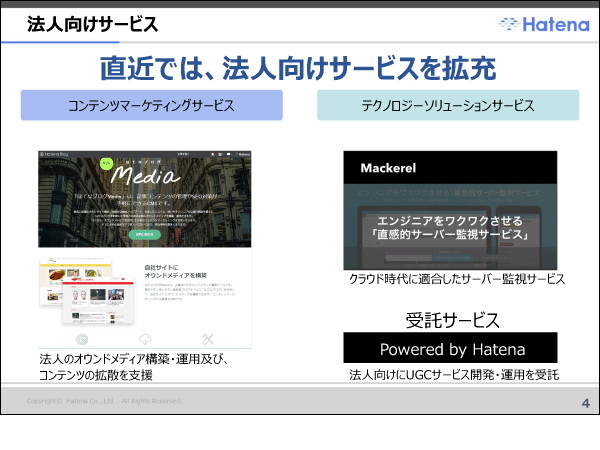 法人向けサービス
Hatena
直近では、法人向けサービスを拡充
コンテンツマーケティングサービス
テクノロジーソリューションサービス
Hatena Blog
Media
自社サイトに
オウンドメディアを構築
法人のオウンドメディア構築・運用及び、
コンテンツの拡散を支援
Mackerel
エンジニアをワクワクさせる
「直感的サーバー監視サービス」
クラウド時代に適合したサーバー監視サービス
受託サービス
Powered by Hatena
法人向けにUGCサービス開発・運用を受託
Copyright© Hatena Co., Ltd. All Rights Reserved.
4